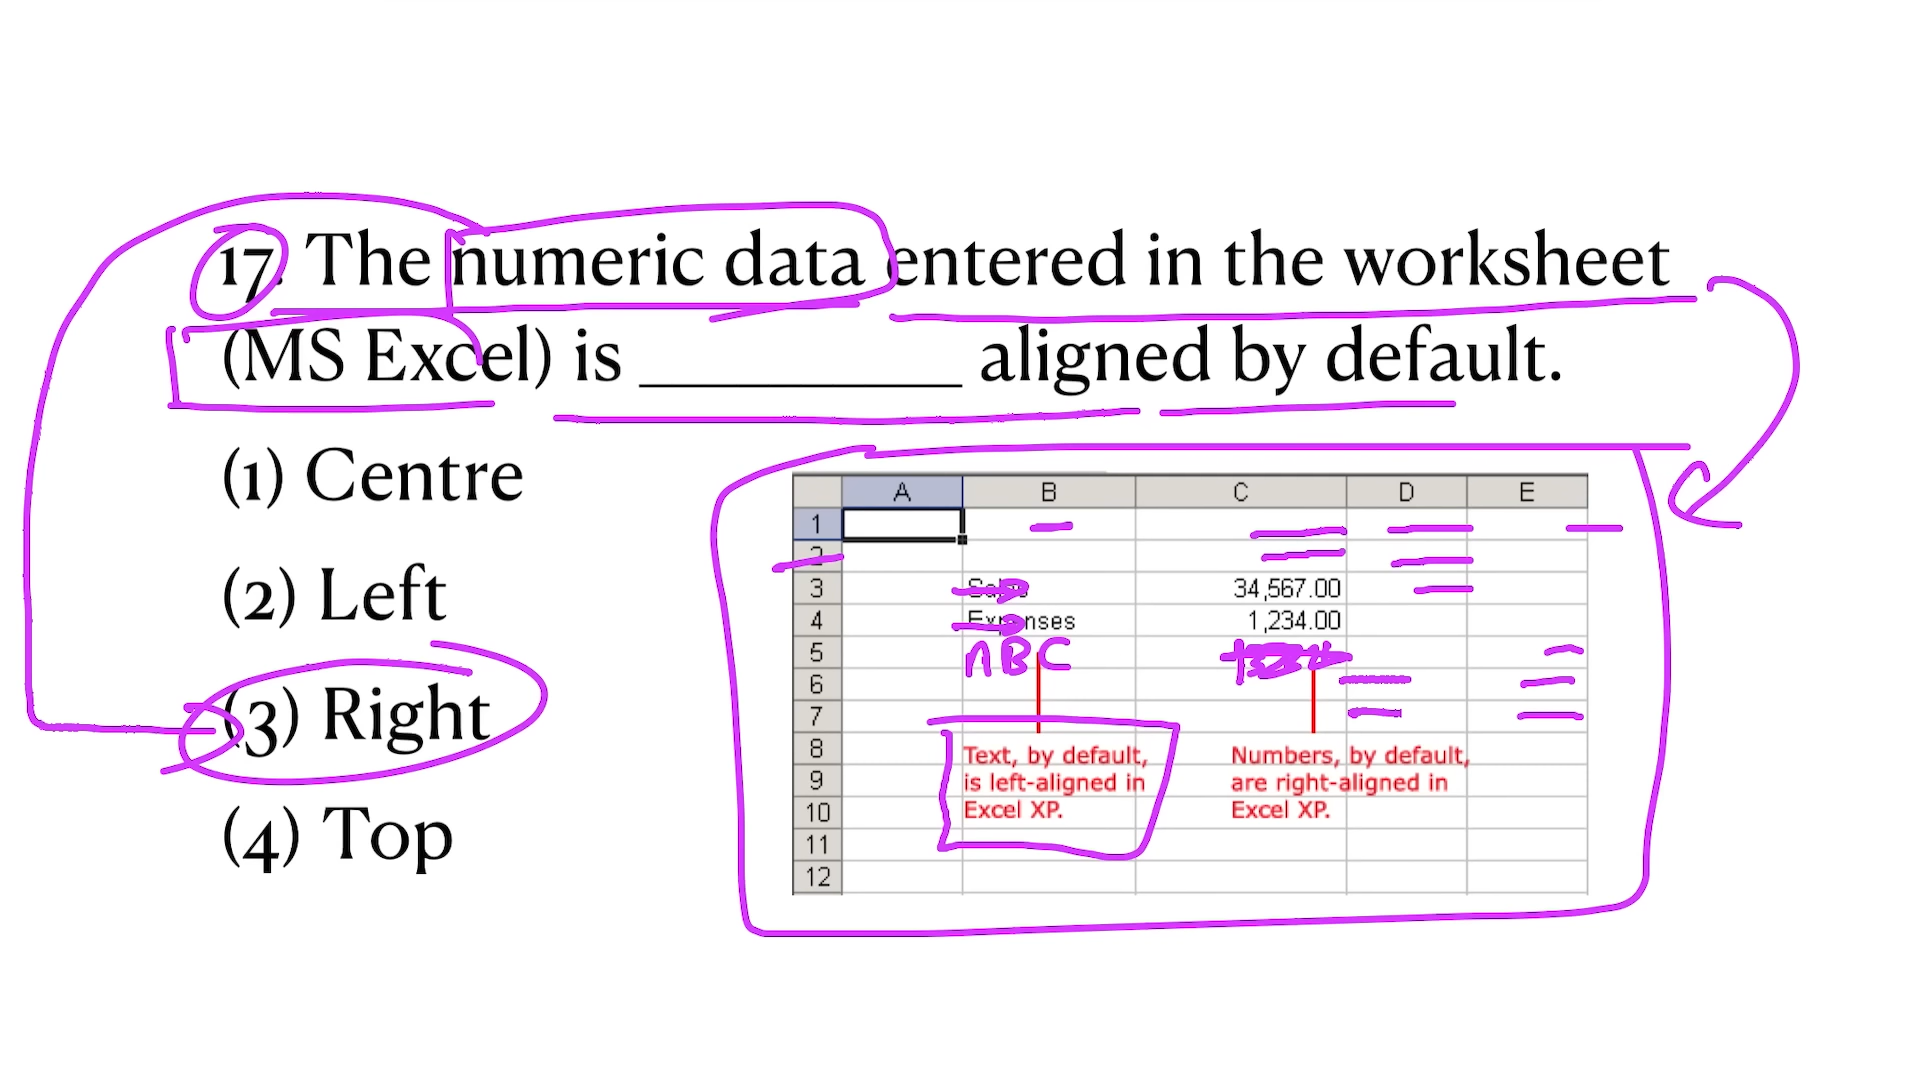 17. The numeric data entered in the worksheet
(MS Excel) is __________ aligned by default.
(1) Centre
(2) Left
(3) Right
(4) Top
A B C D E
1
2
3 Sales 34,567.00
4 Expenses 1,234.00
5 ABC
6
7
8
9
10
11
12
Text, by default,
is left-aligned in
Excel XP.
Numbers, by default,
are right-aligned in
Excel XP.